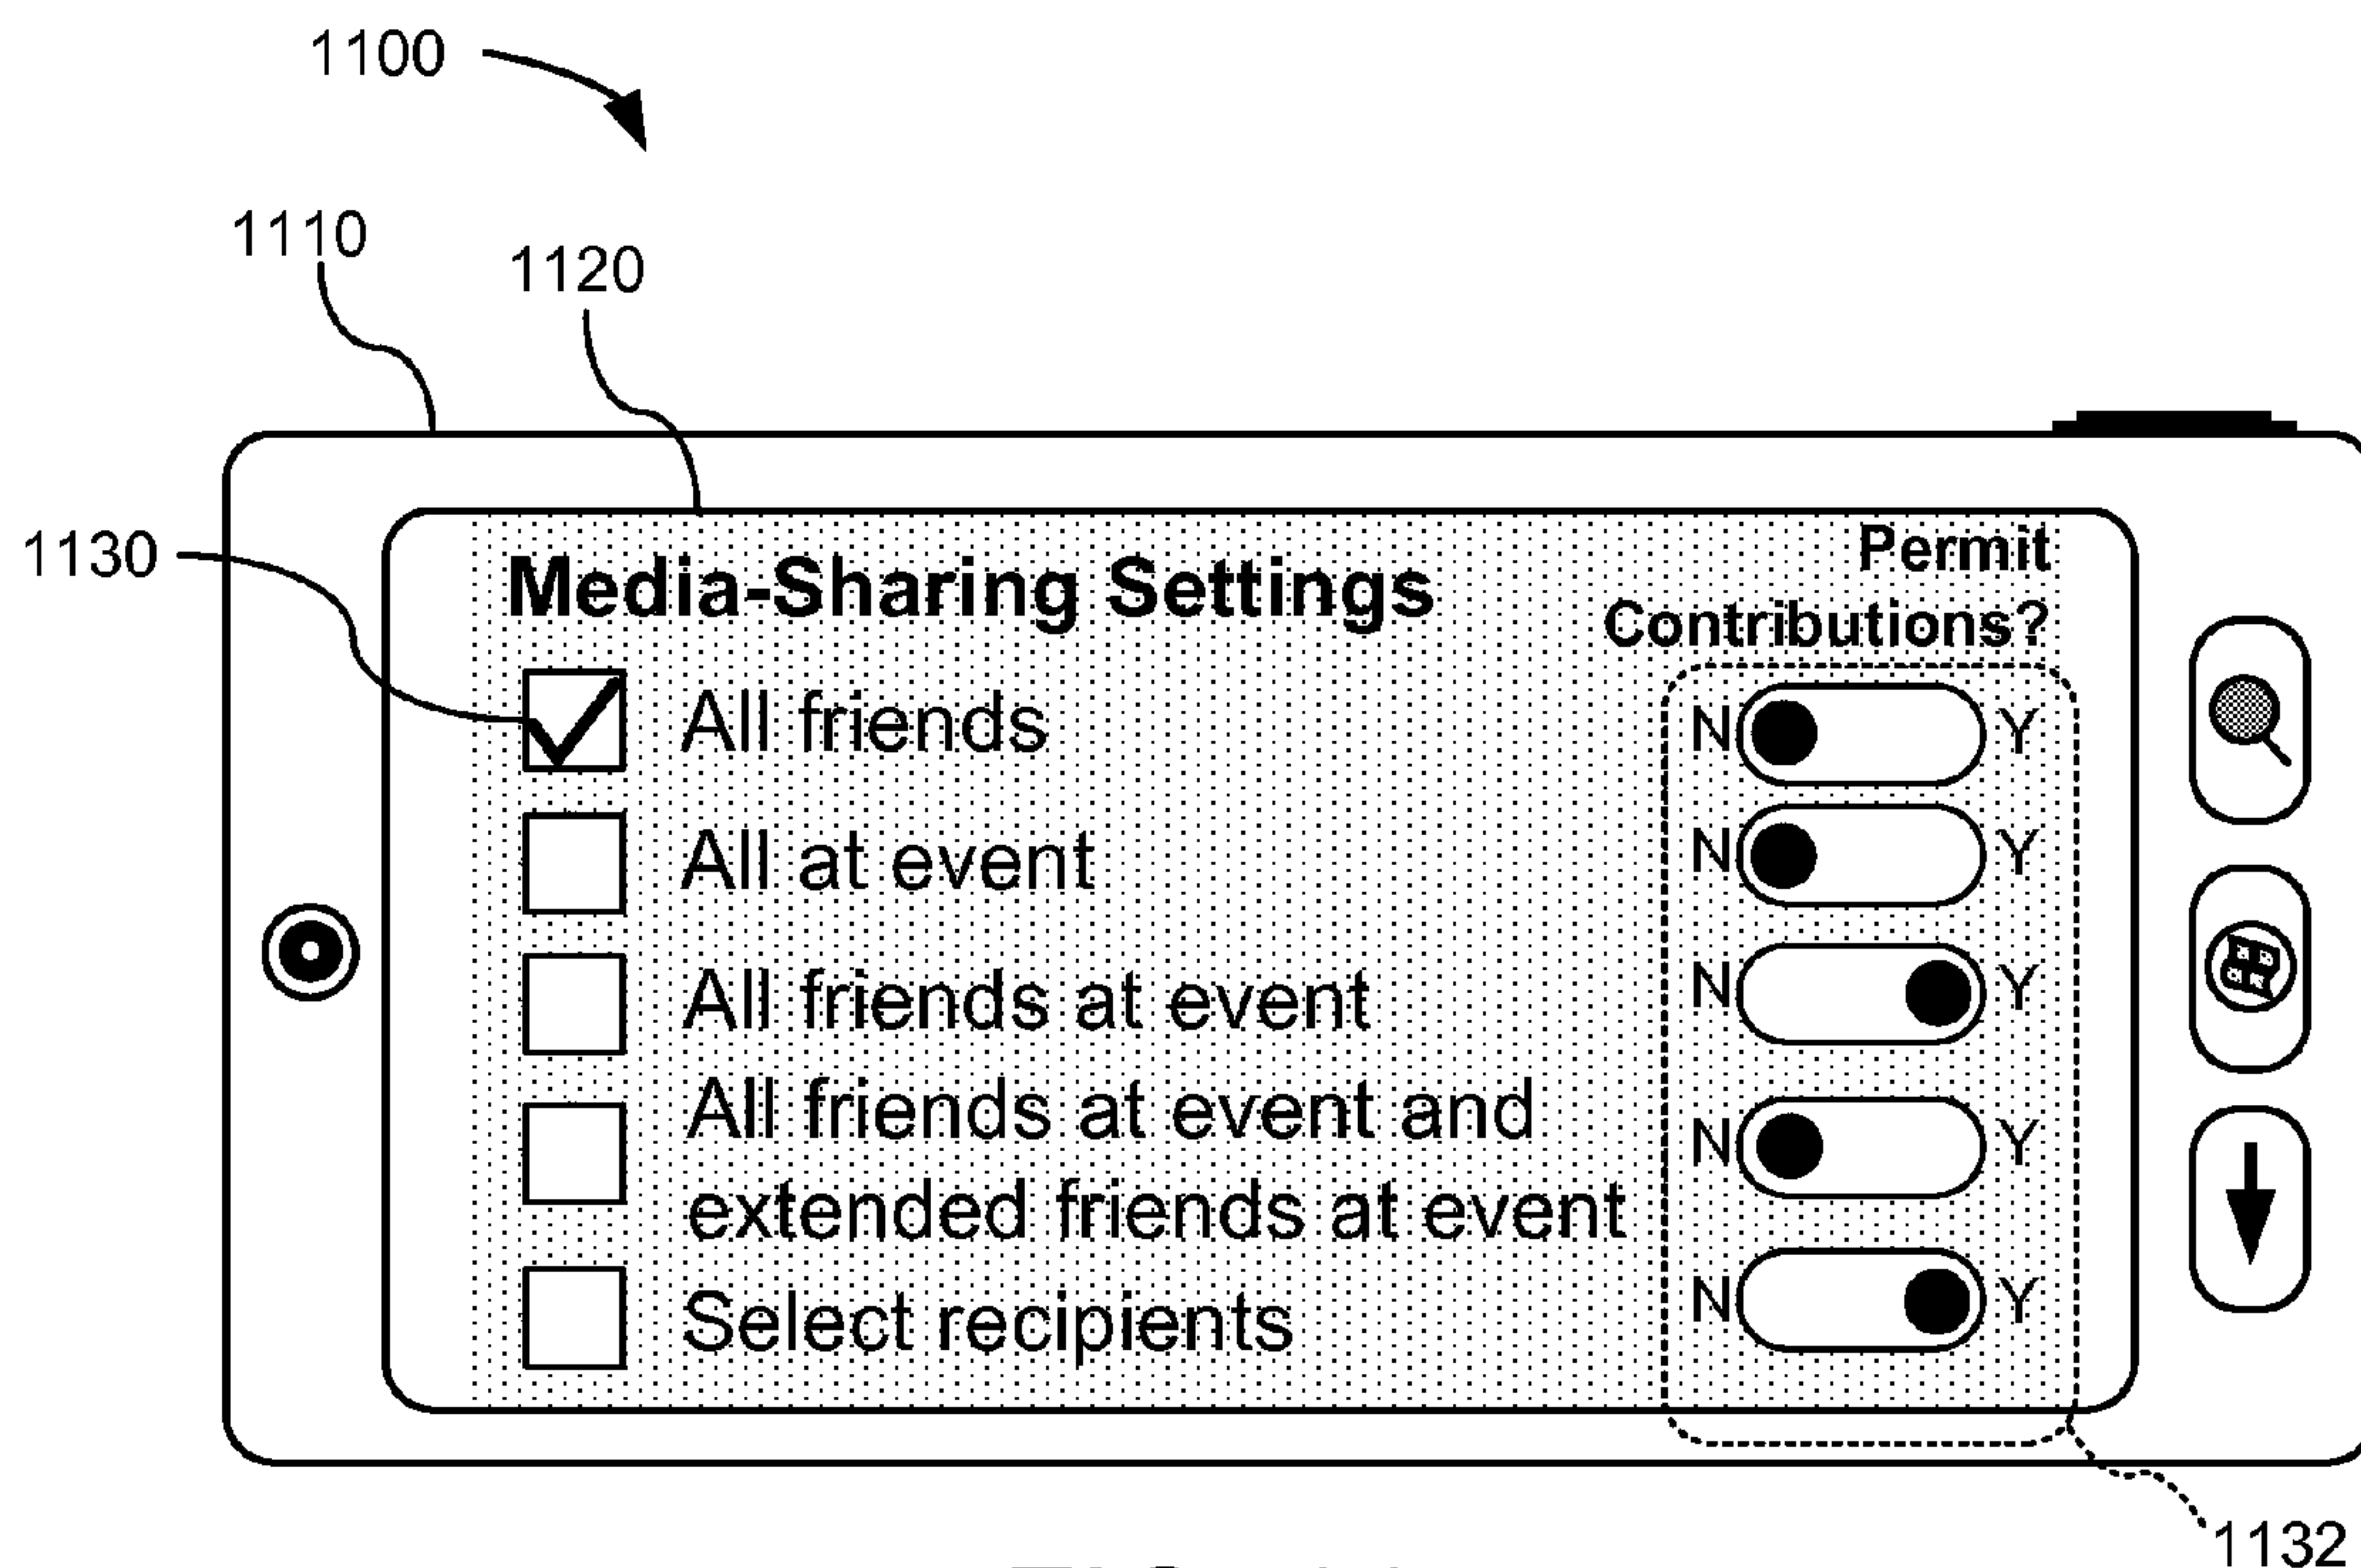 1100
1110
1120
1130
Media-Sharing Settings
Permit
Contributions?
All friends
N Y
All at event
N Y
All friends at event
N Y
All friends at event and
extended friends at event
N Y
Select recipients
N Y
1132